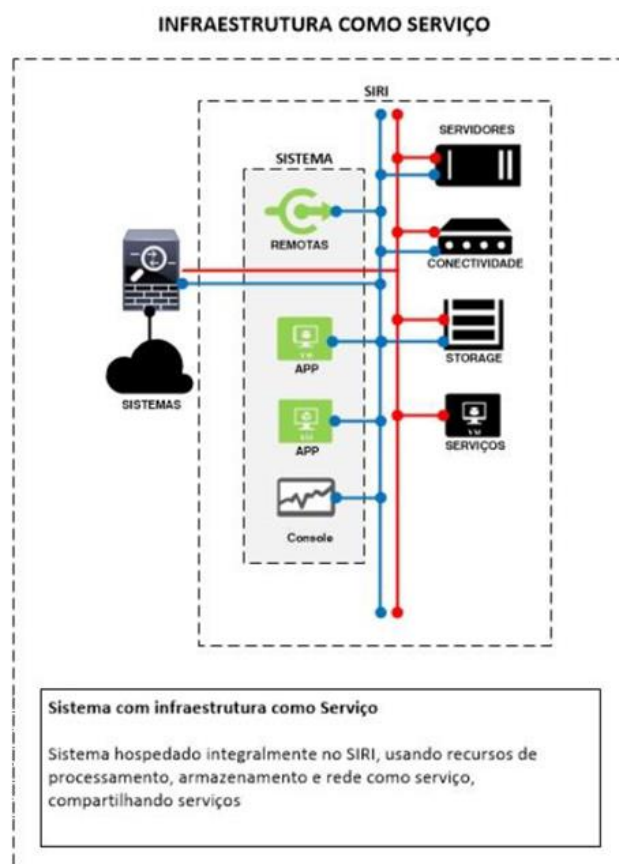 INFRAESTRUTURA COMO SERVIÇO
SIRI
SERVIDORES
SISTEMA
REMOTAS
CONECTIVIDADE
STORAGE
APP
SISTEMAS
SERVIÇOS
APP
Console
Sistema com infraestrutura como Serviço
Sistema hospedado integralmente no SIRI, usando recursos de
processamento, armazenamento e rede como serviço,
compartilhando serviços